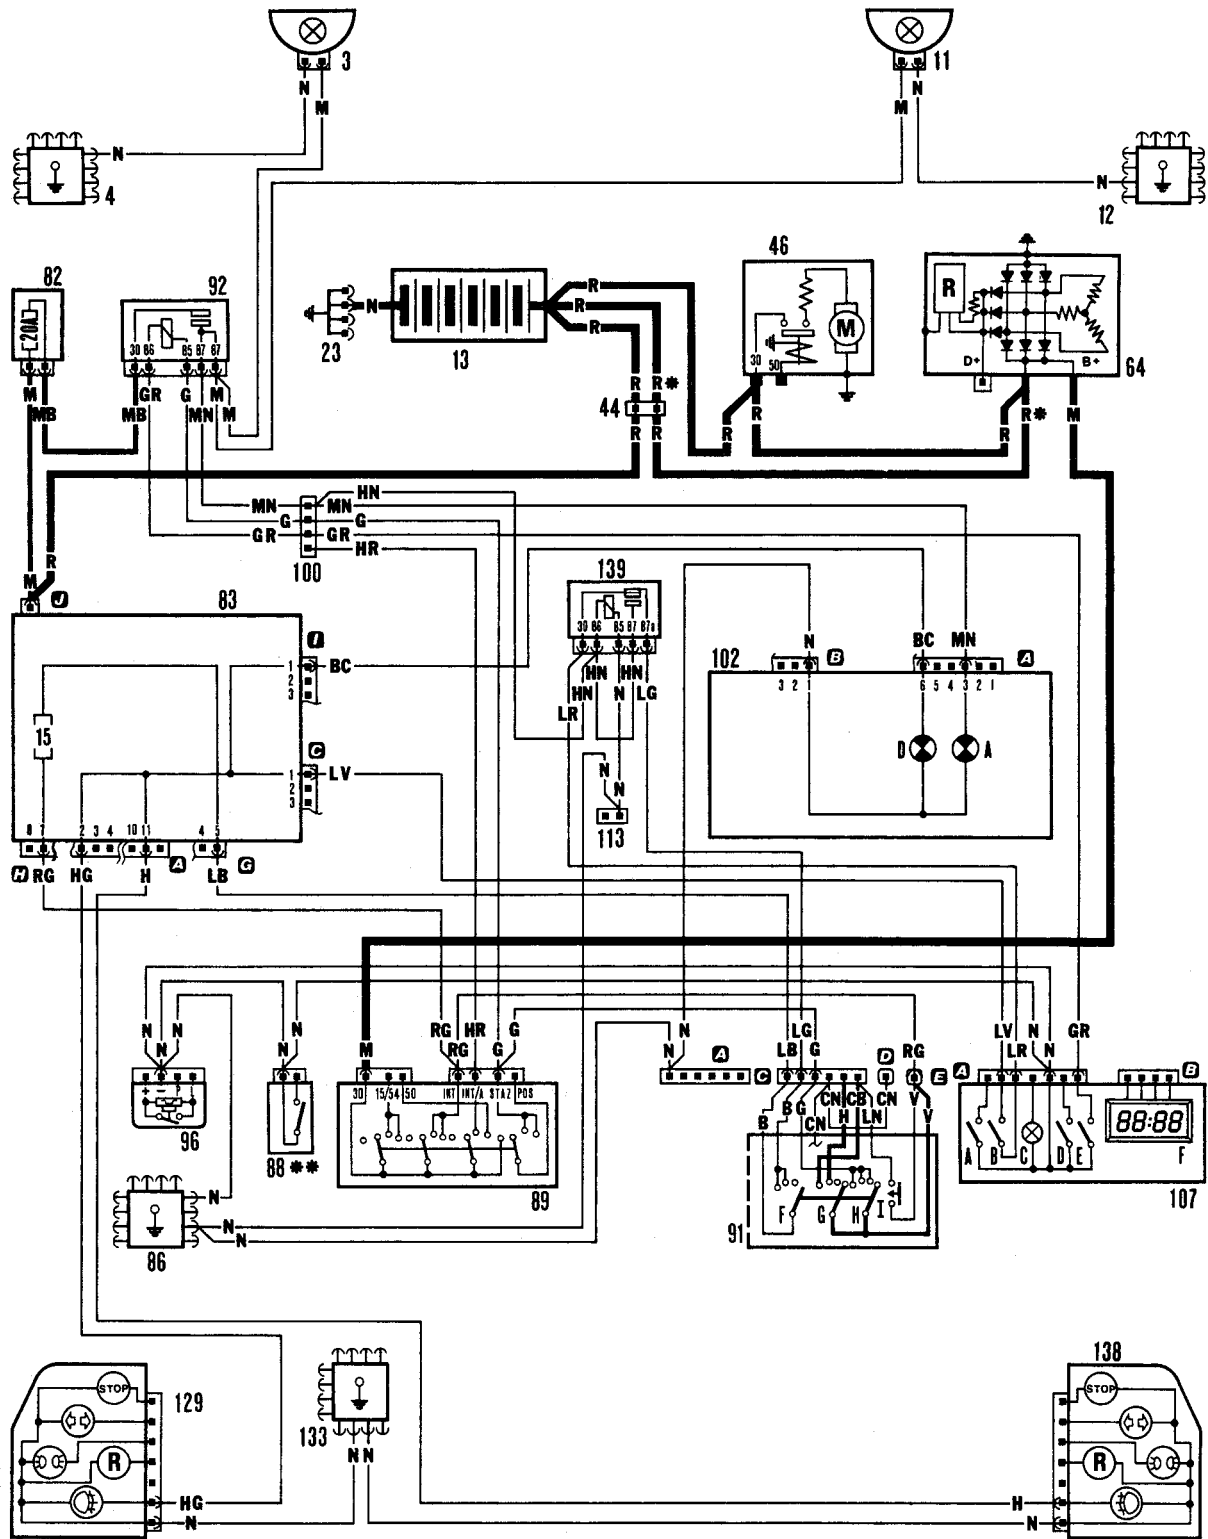 3
11
N
M
M
N
N
4
N
12
82
92
46
20A
30 86 85 87 87
R
N
R
R
R
M
R
D+
B+
30
50
23
13
64
M
MB
GR
G
M
M
MB
MN
44
R
R*
R
R
R
R
R
R*
M
HN
MN
MN
G
G
GR
GR
HR
100
R
M
J
83
139
30 86 85 87 87a
N
BC
MN
I
102
B
A
1
BC
2
3
HN
HN
HN
N
LG
LR
3 2 1
6 5 4 3 2 1
15
C
D
A
1
LV
2
3
N
N
113
8 7
2 3 4
10 11
4 5
H
RG
HG
H
A
LB
G
N
N
N
N
N
M
RG
RG
HR
G
G
N
N
A
LB
LG
G
C
D
RG
E
LV
LR
N
N
GR
A
B
+ - P
96
88**
30 15/54 50 INT INT/A STAZ POS
89
B
B
G
CN
CN
H
CB
LN
CN
V
V
F
G
H
I
91
A
B
C
D
E
88:88
F
107
N
N
N
86
138
STOP
129
R
HG
N
133
N
N
STOP
R
H
N